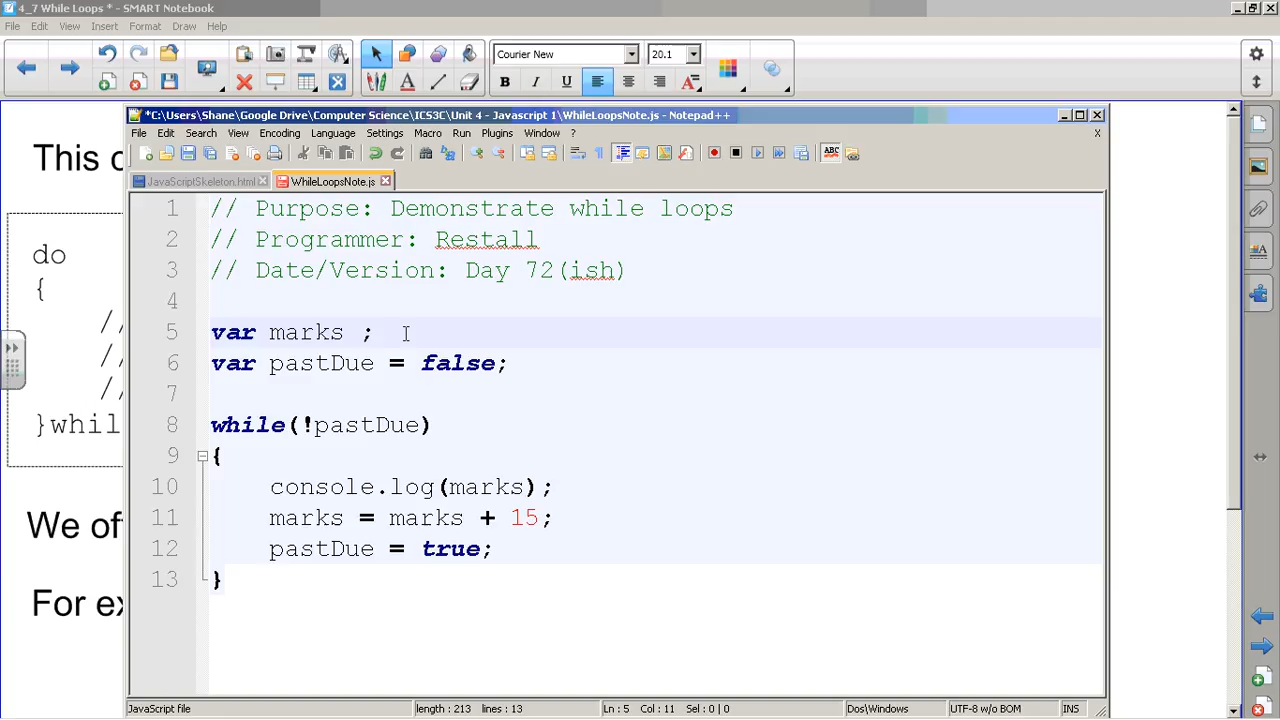 4_7 While Loops * - SMART Notebook
File Edit View Insert Format Draw Help
Courier New 20.1
B I U A
This c
do
{
//
//
//
}whil
We of
For ex
*C:\Users\Shane\Google Drive\Computer Science\ICS3C\Unit 4 - Javascript 1\WhileLoopsNote.js - Notepad++
File Edit Search View Encoding Language Settings Macro Run Plugins Window ? X
ABC
JavaScriptSkeleton.html WhileLoopsNote.js
1 // Purpose: Demonstrate while loops
2 // Programmer: Restall
3 // Date/Version: Day 72(ish)
4
5 var marks ;
6 var pastDue = false;
7
8 while(!pastDue)
9 {
10 console.log(marks);
11 marks = marks + 15;
12 pastDue = true;
13 }
JavaScript file length : 213 lines : 13 Ln : 5 Col : 11 Sel : 0 | 0 Dos\Windows UTF-8 w/o BOM INS